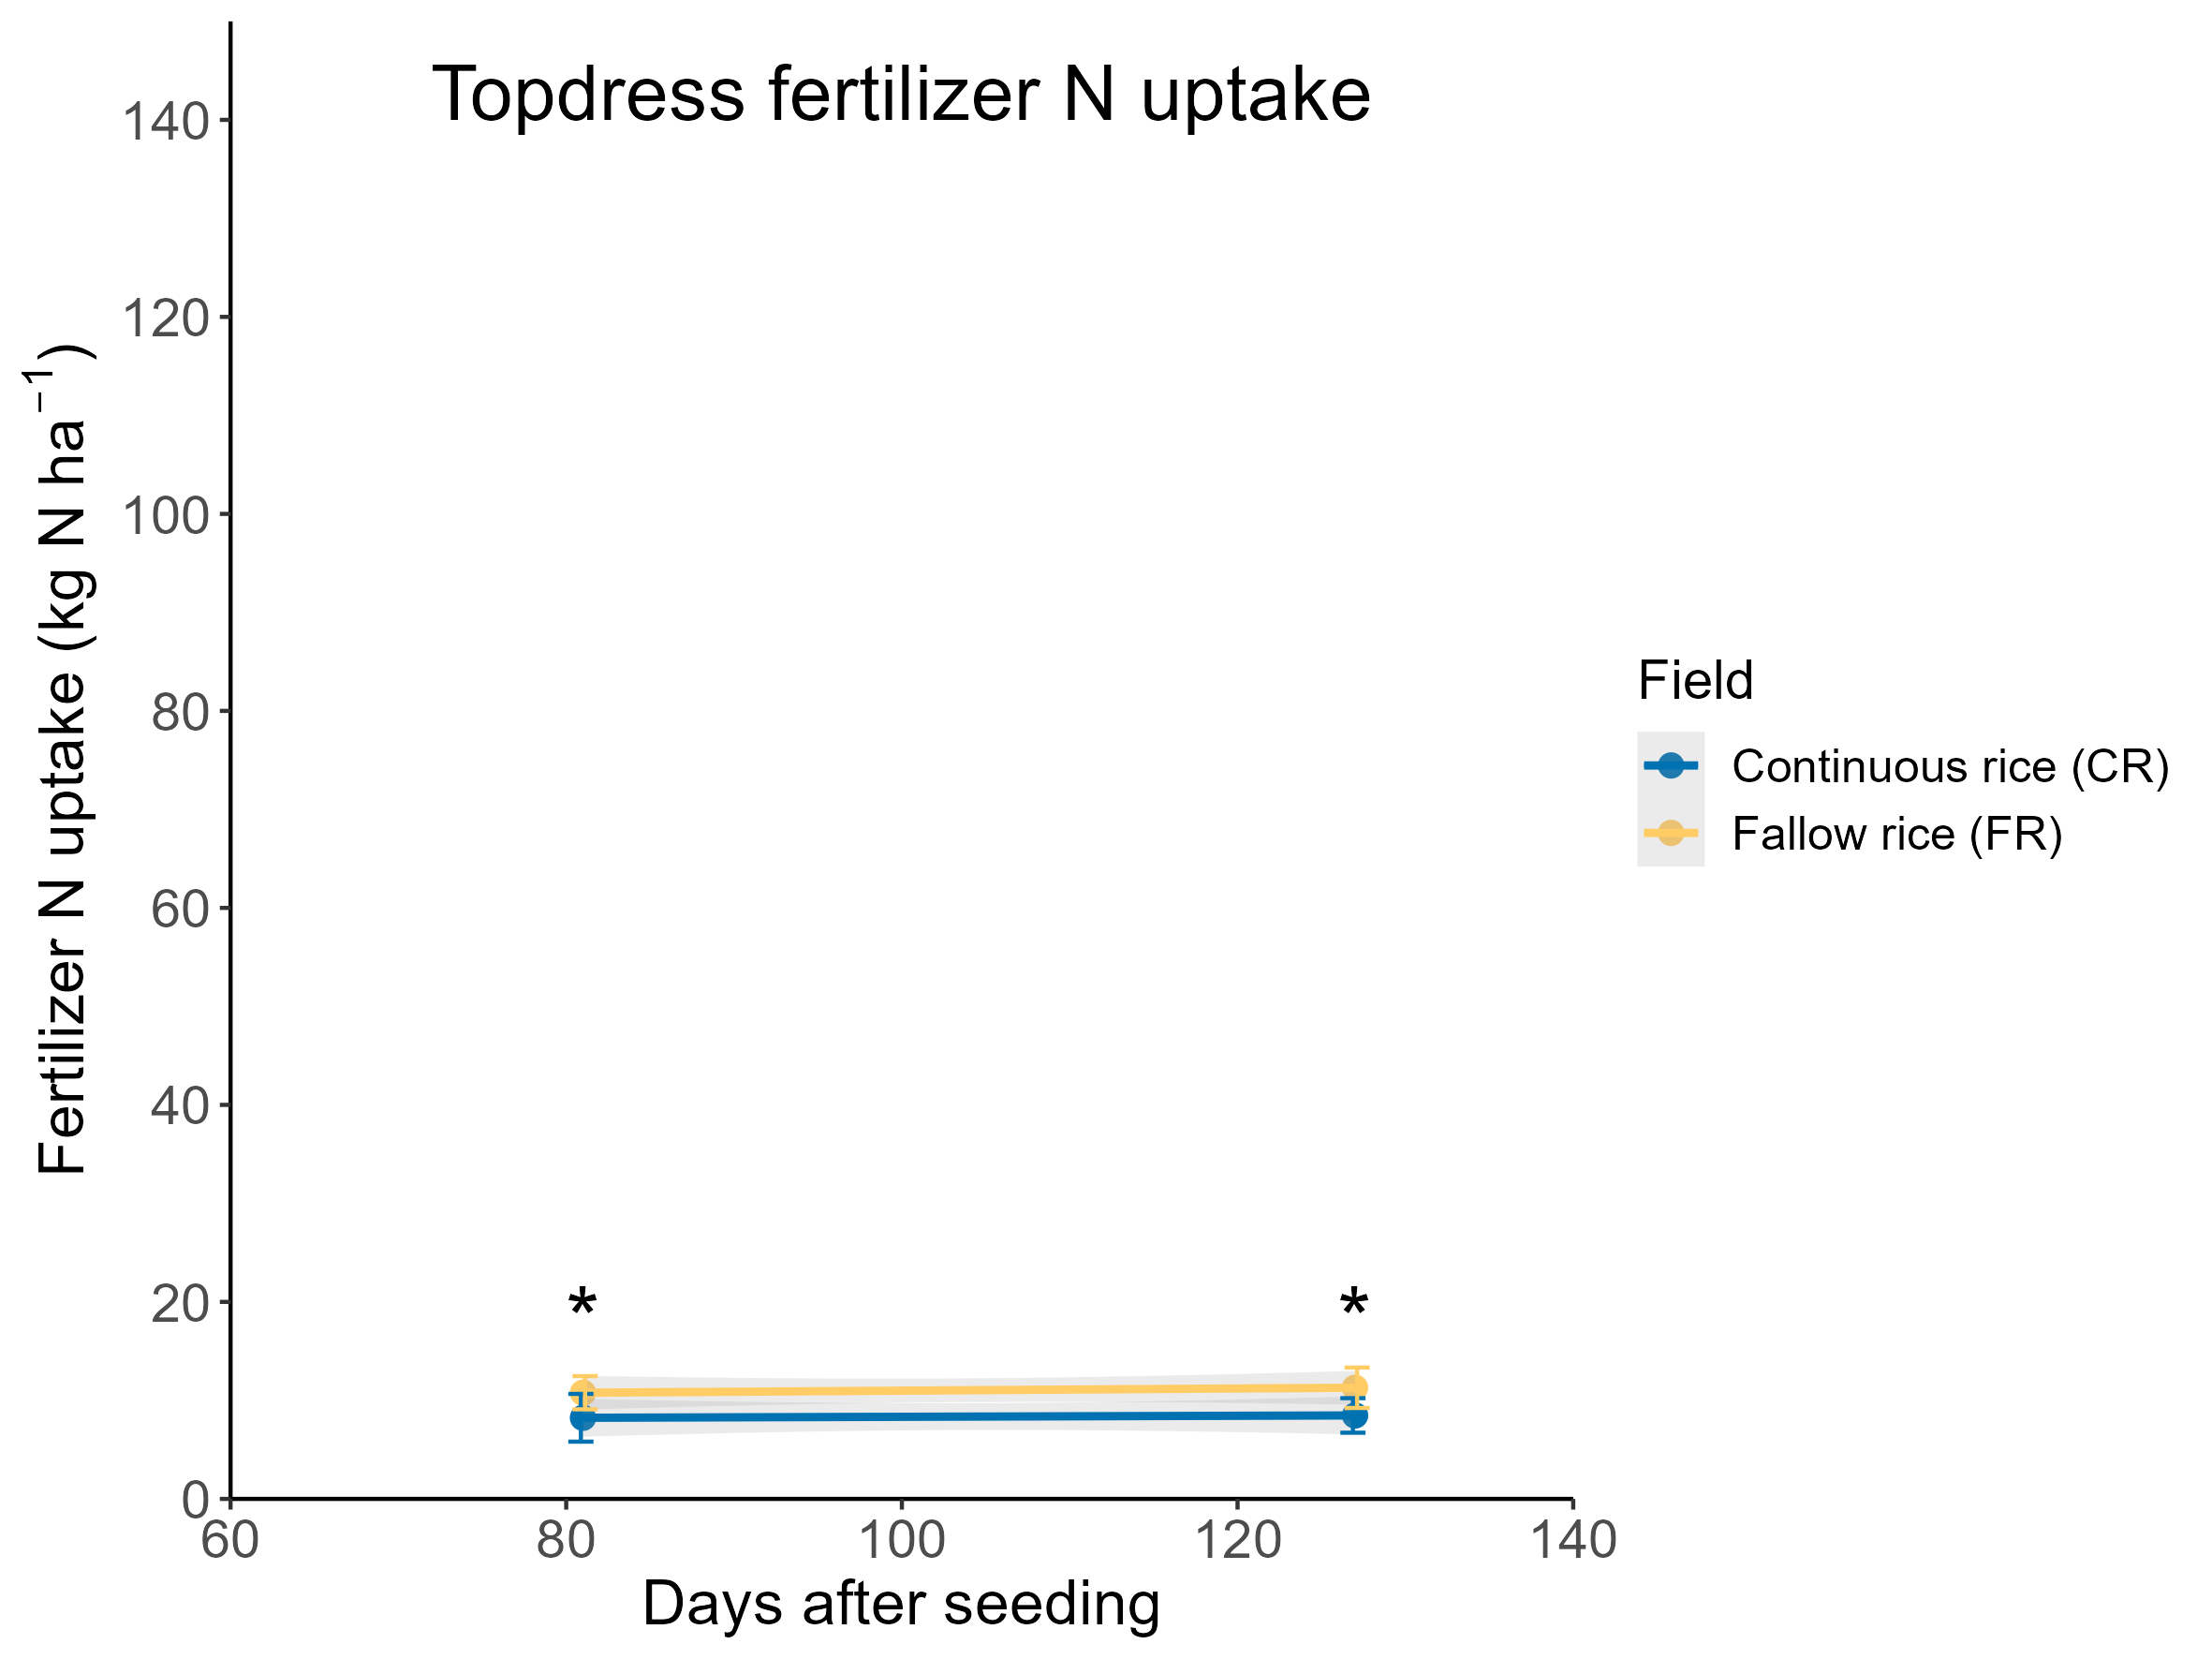 Topdress fertilizer N uptake
Fertilizer N uptake (kg N ha⁻¹)
140
120
100
80
60
40
20
0
*
*
60
80
100
120
140
Days after seeding
Field
Continuous rice (CR)
Fallow rice (FR)